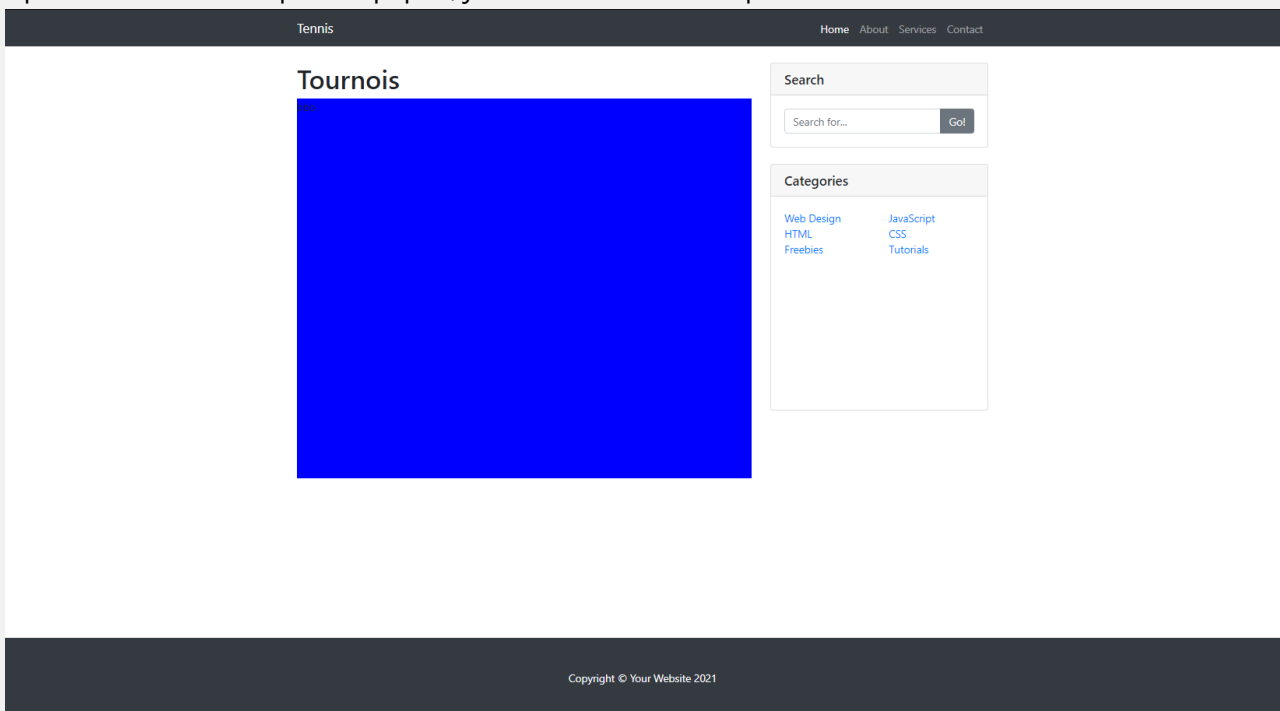 Tennis
Home About Services Contact
Tournois
Search
Search for...
Go!
Categories
Web Design
JavaScript
HTML
CSS
Freebies
Tutorials
Copyright © Your Website 2021